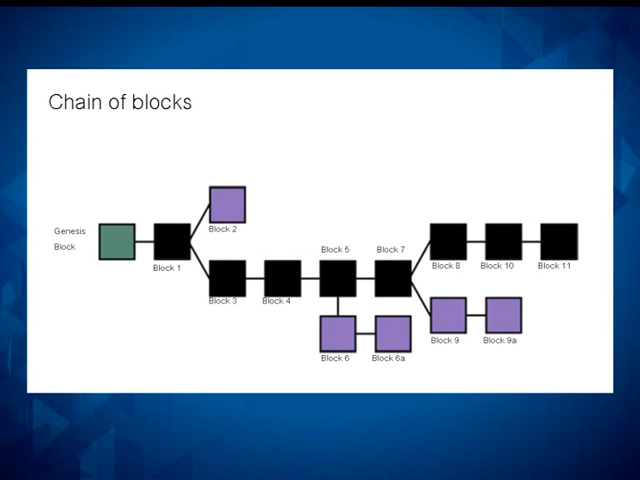 Chain of blocks
Block 2
Genesis
Block
Block 1
Block 5
Block 7
Block 8
Block 10
Block 11
Block 3
Block 4
Block 6
Block 6a
Block 9
Block 9a